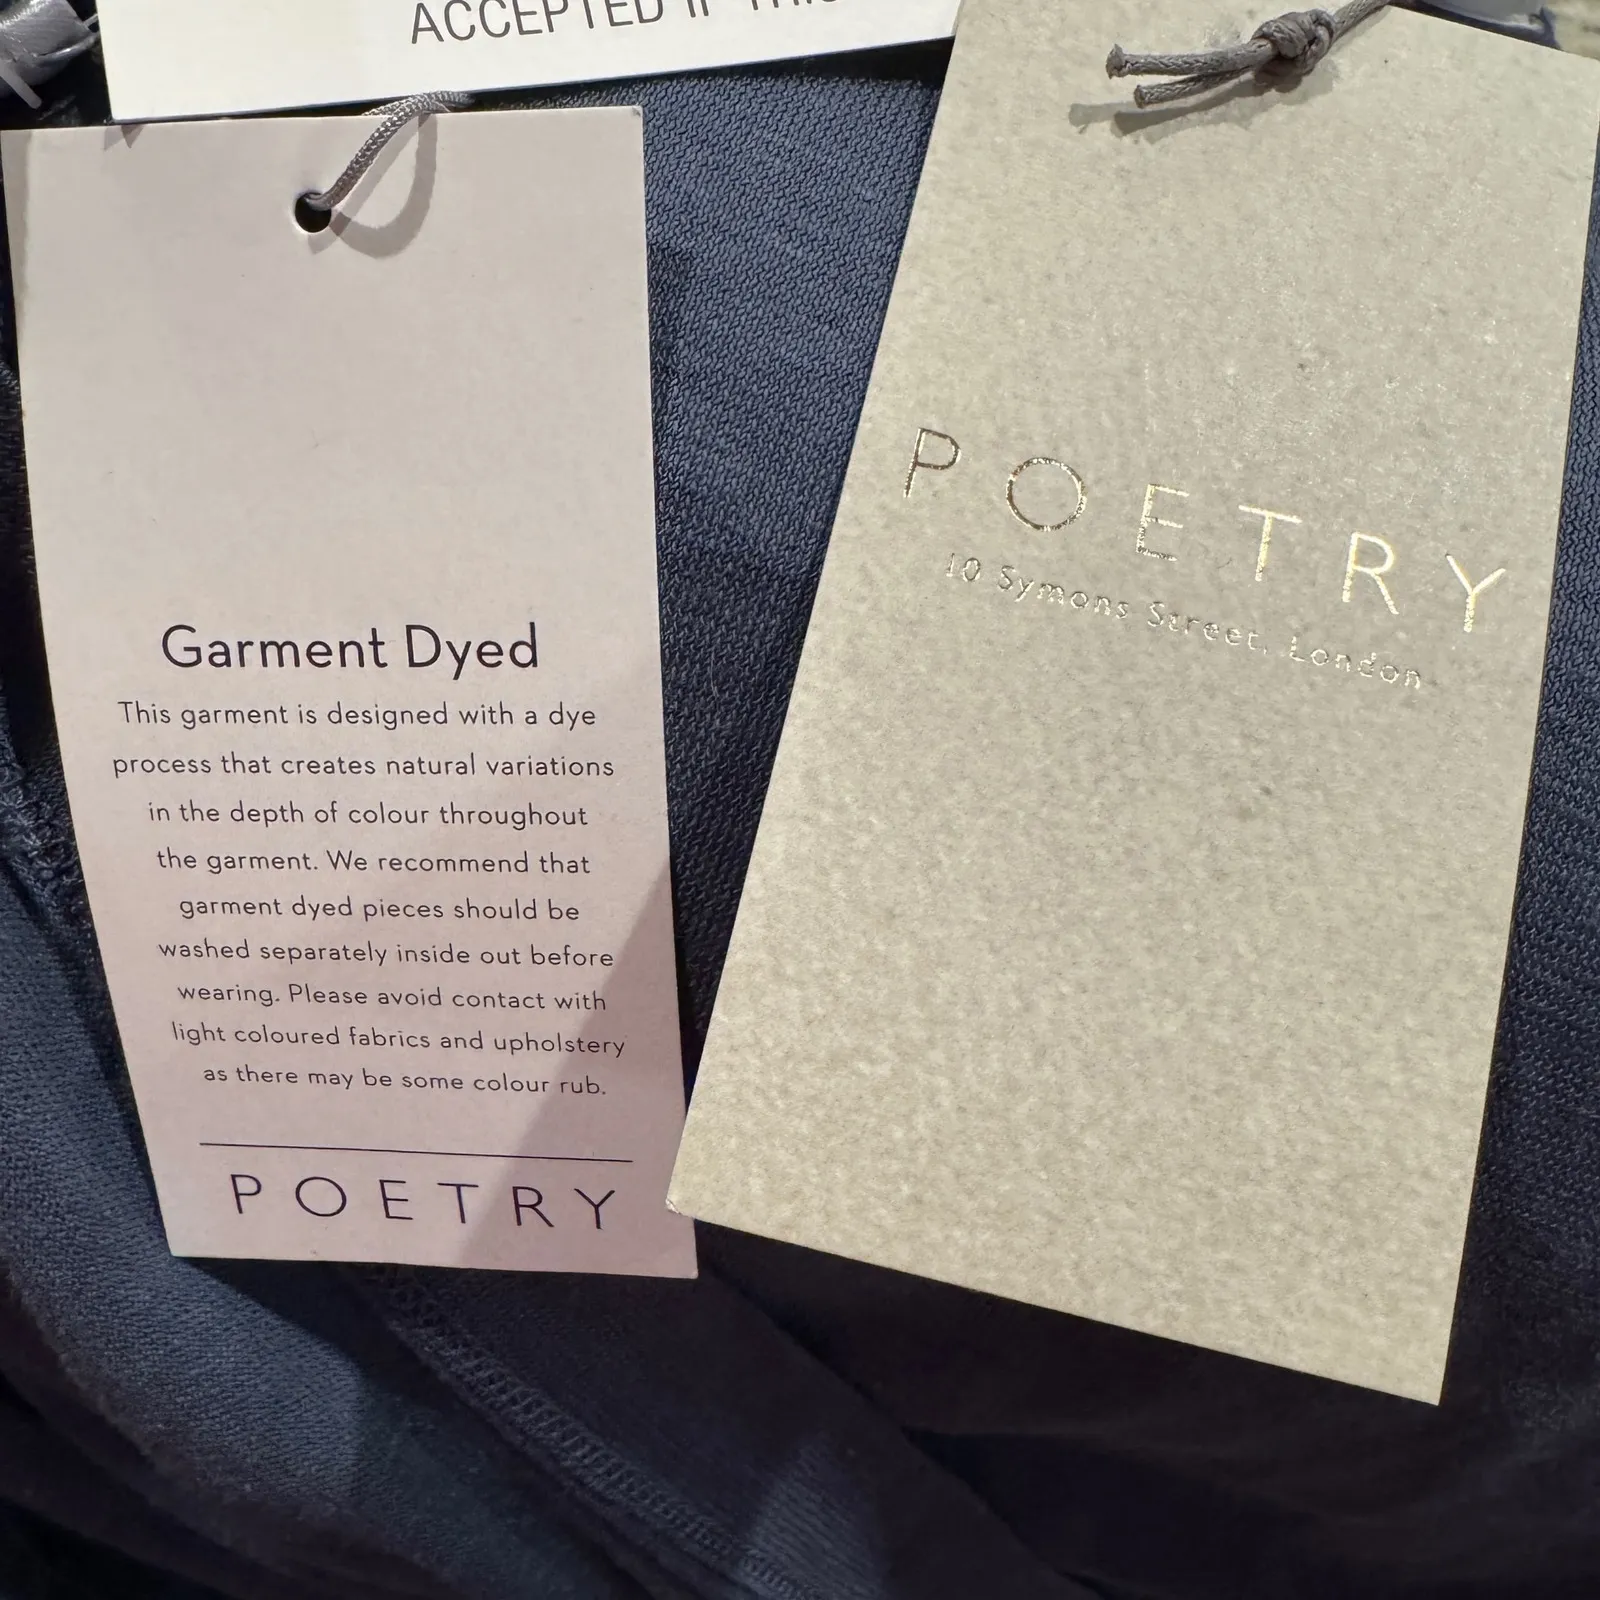 ACCEPTED IF THIS
Garment Dyed
This garment is designed with a dye
process that creates natural variations
in the depth of colour throughout
the garment. We recommend that
garment dyed pieces should be
washed separately inside out before
wearing. Please avoid contact with
light coloured fabrics and upholstery
as there may be some colour rub.
POETRY
POETRY
10 Symons Street, London